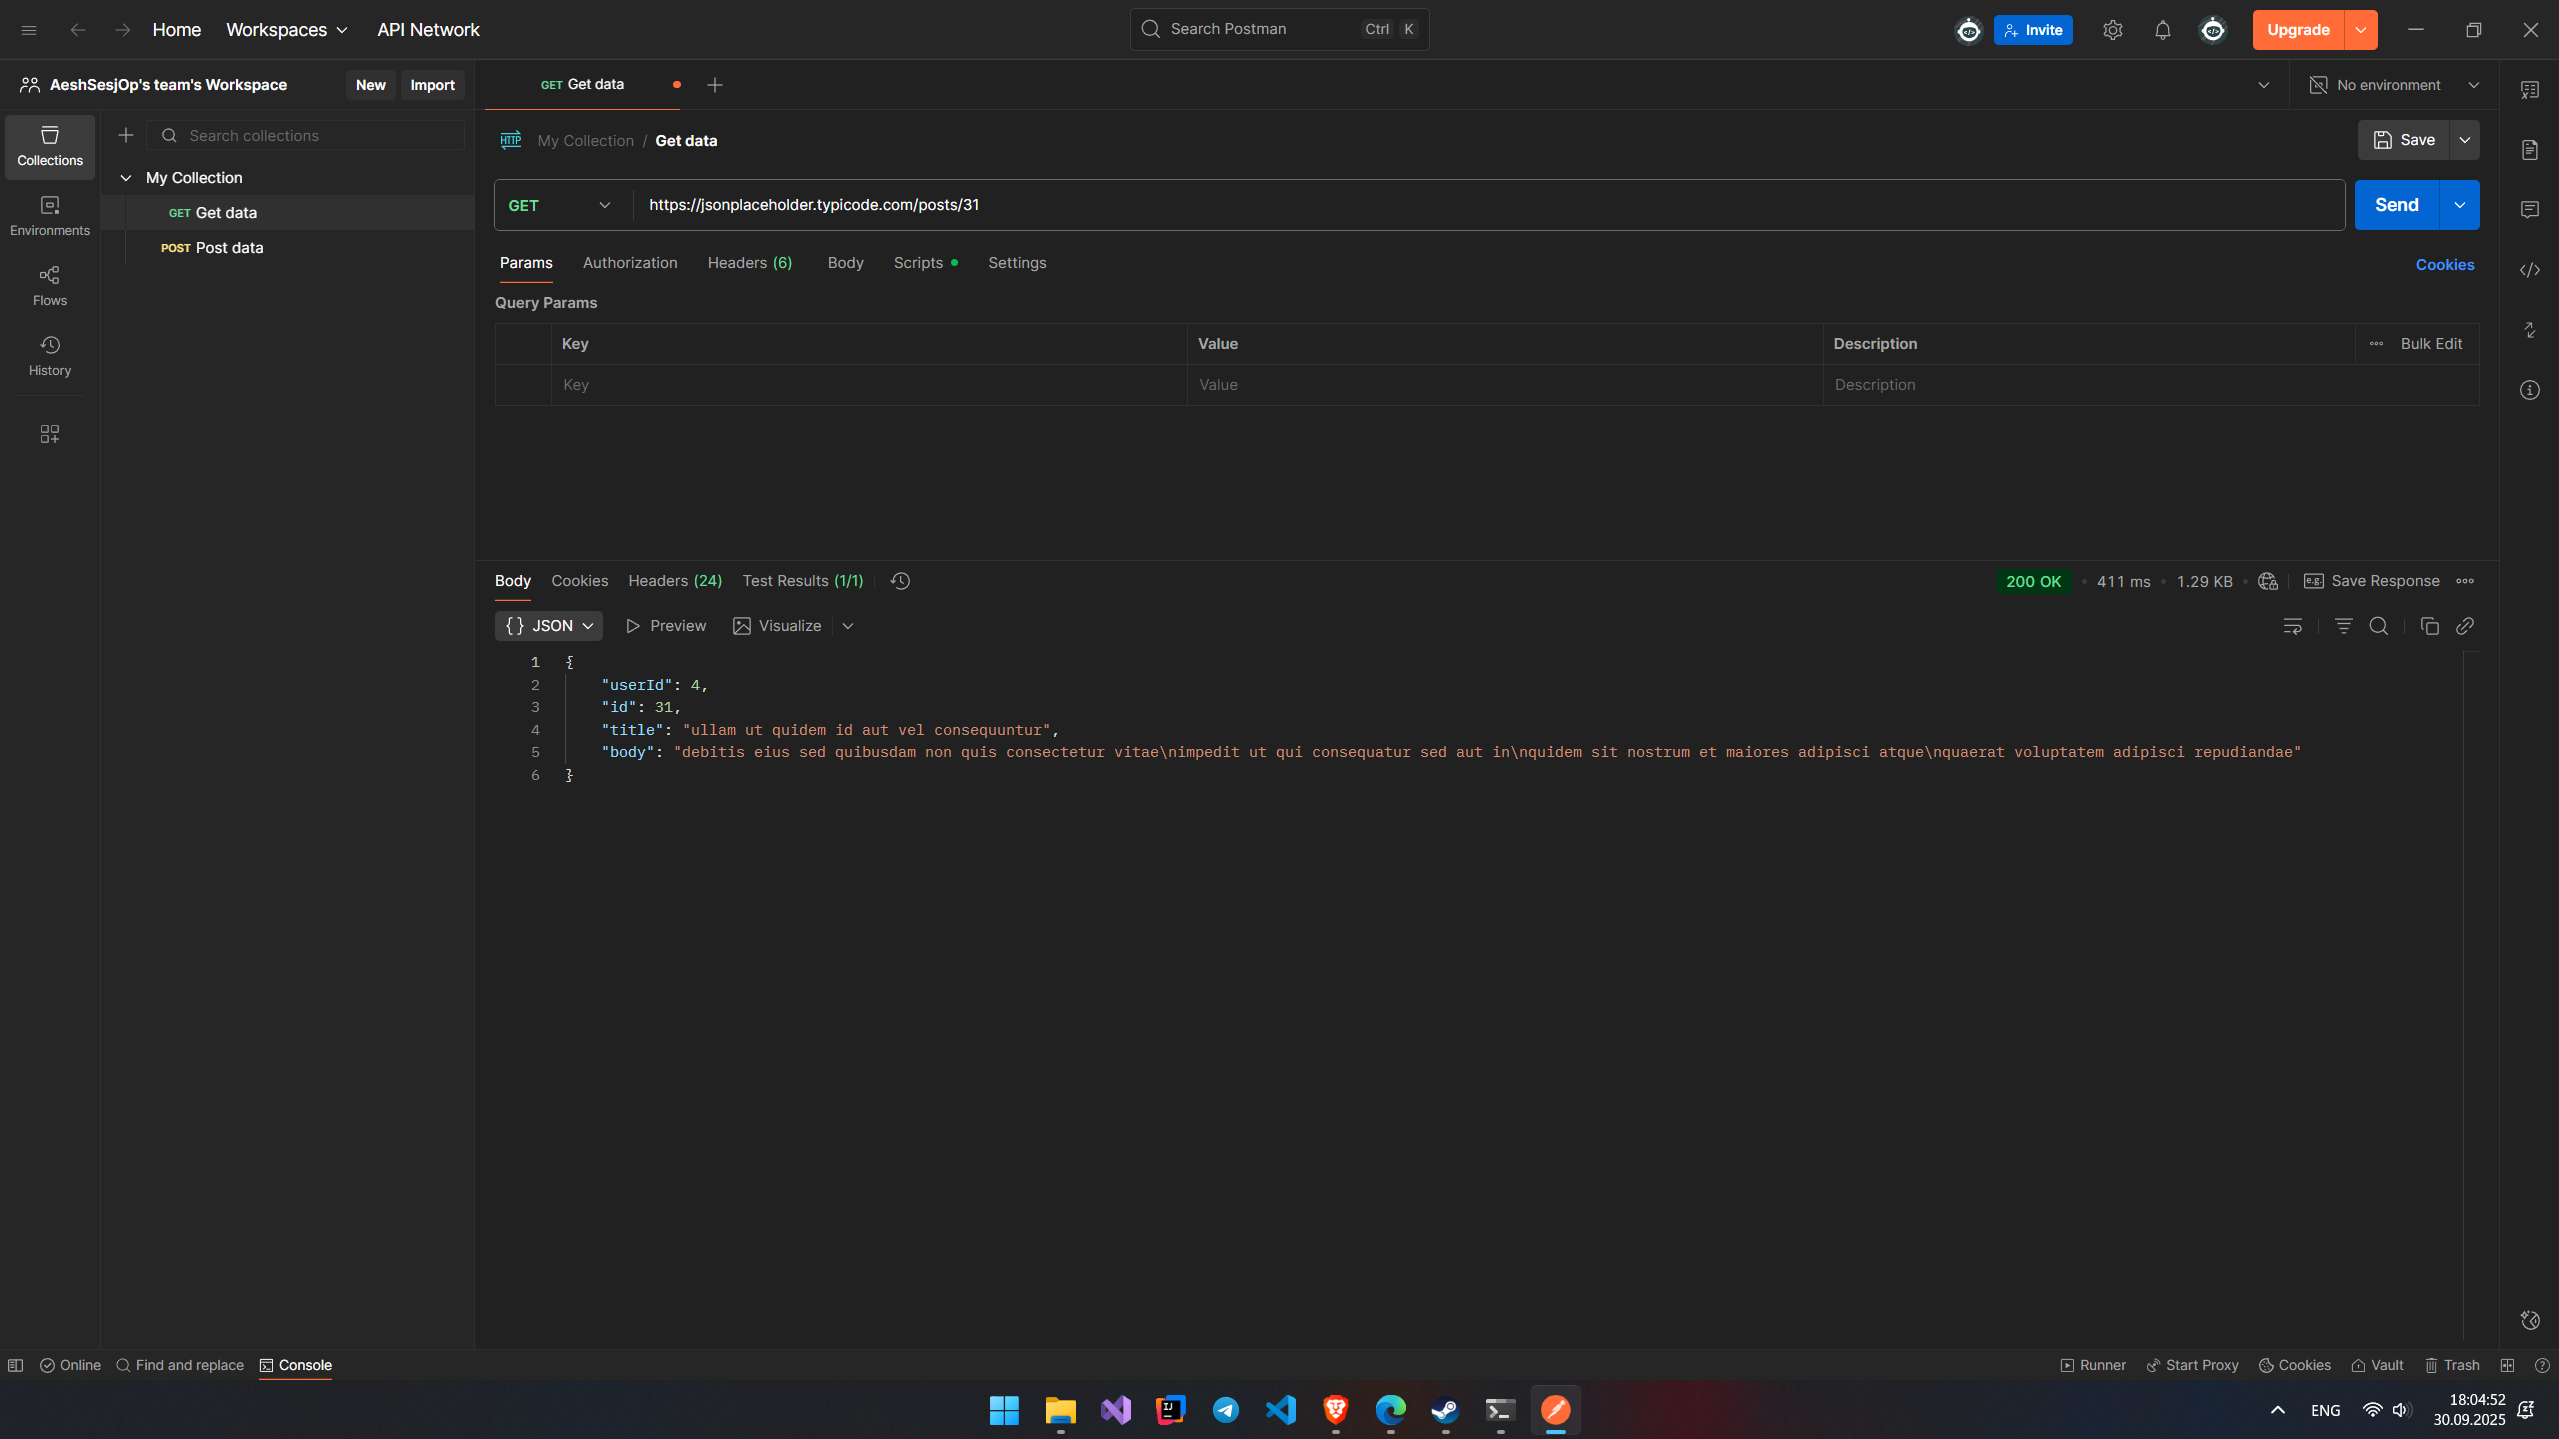 Home Workspaces API Network Search Postman Ctrl K Invite Upgrade
AeshSesjOp's team's Workspace New Import GET Get data No environment
Collections
Environments
Flows
History
Search collections
My Collection
GET Get data
POST Post data
HTTP My Collection / Get data Save
GET https://jsonplaceholder.typicode.com/posts/31 Send
Params Authorization Headers (6) Body Scripts Settings Cookies
Query Params
Key Value Description Bulk Edit
Key Value Description
Body Cookies Headers (24) Test Results (1/1) 200 OK • 411 ms • 1.29 KB • e.g. Save Response
{} JSON Preview Visualize
1 {
2 "userId": 4,
3 "id": 31,
4 "title": "ullam ut quidem id aut vel consequuntur",
5 "body": "debitis eius sed quibusdam non quis consectetur vitae\nimpedit ut qui consequatur sed aut in\nquidem sit nostrum et maiores adipisci atque\nquaerat voluptatem adipisci repudiandae"
6 }
Online Find and replace Console Runner Start Proxy Cookies Vault Trash
IJ ENG 18:04:52
30.09.2025